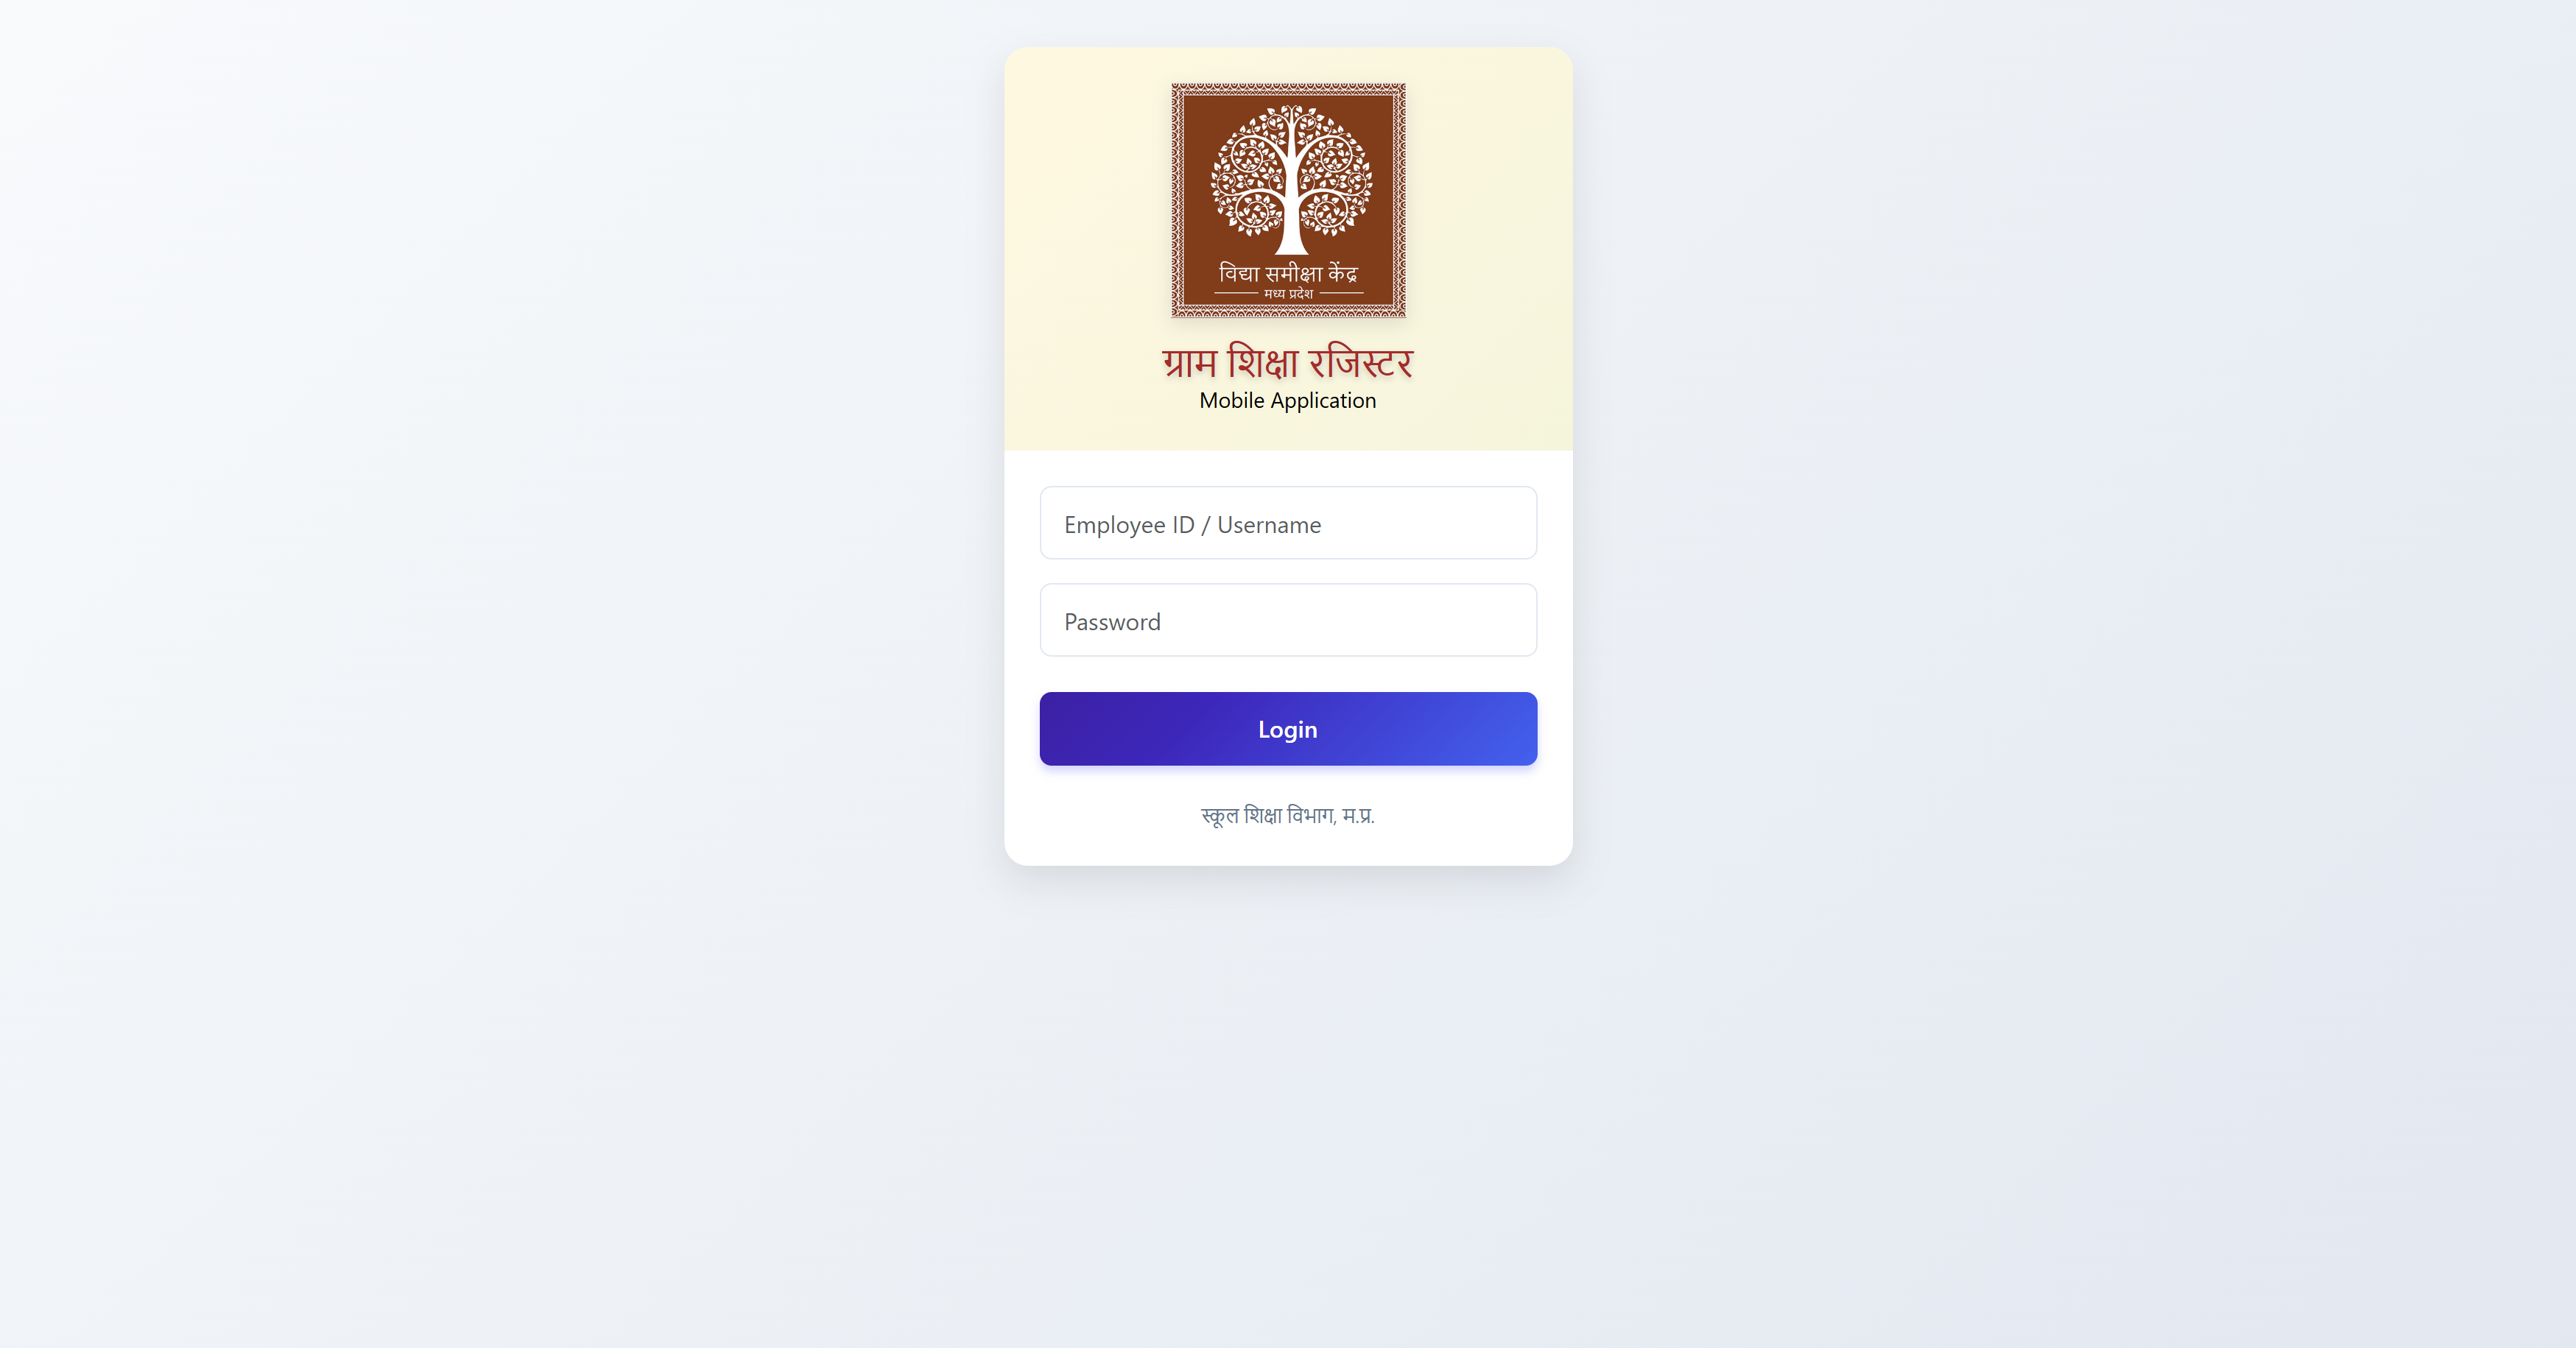 विद्या समीक्षा केंद्र
मध्य प्रदेश
ग्राम शिक्षा रजिस्टर
Mobile Application
Employee ID / Username
Password
Login
स्कूल शिक्षा विभाग, म.प्र.